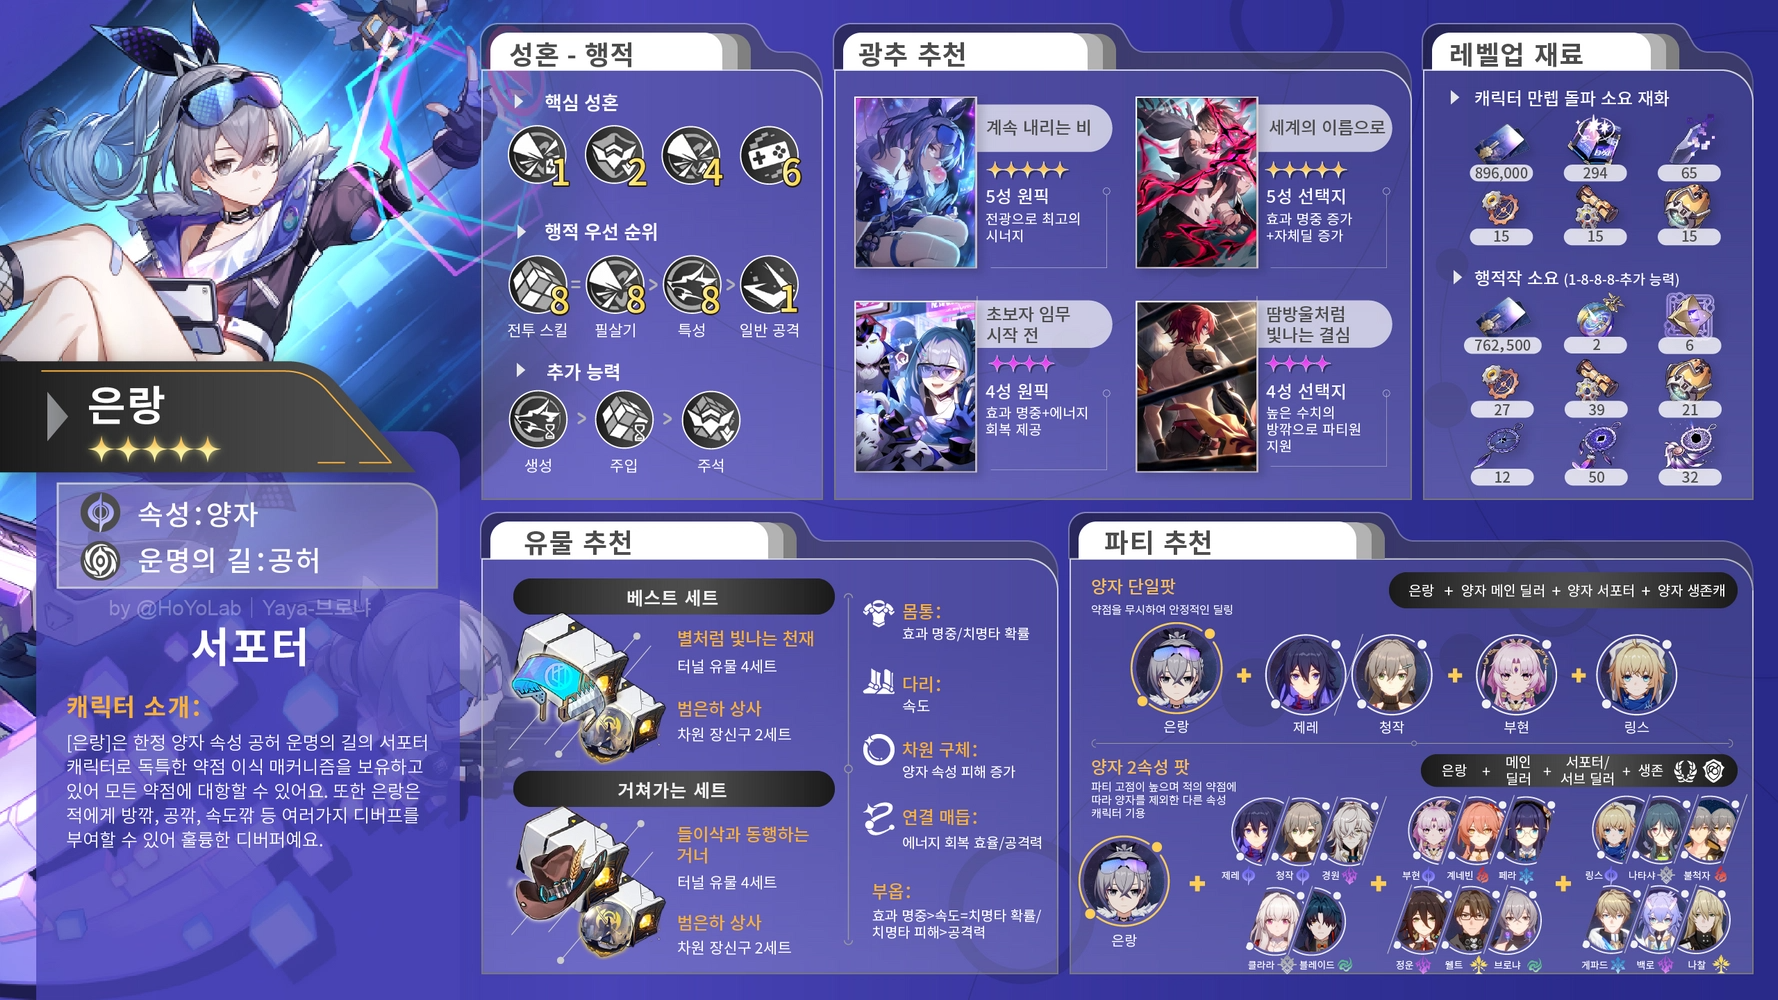 은랑
속성:양자
운명의 길:공허
by @HoYoLab | Yaya-브로냐
서포터
캐릭터 소개:
[은랑]은 한정 양자 속성 공허 운명의 길의 서포터
캐릭터로 독특한 약점 이식 매커니즘을 보유하고
있어 모든 약점에 대항할 수 있어요. 또한 은랑은
적에게 방깎, 공깎, 속도깎 등 여러가지 디버프를
부여할 수 있어 훌륭한 디버퍼예요.
성혼 - 행적
핵심 성혼
1 2 4 6
행적 우선 순위
8 = 8 > 8 > 1
전투 스킬 필살기 특성 일반 공격
추가 능력
> >
생성 주입 주석
광추 추천
계속 내리는 비
5성 원픽
전광으로 최고의
시너지
세계의 이름으로
5성 선택지
효과 명중 증가
+자체딜 증가
초보자 임무
시작 전
4성 원픽
효과 명중+에너지
회복 제공
땀방울처럼
빛나는 결심
4성 선택지
높은 수치의
방깎으로 파티원
지원
레벨업 재료
캐릭터 만렙 돌파 소요 재화
896,000 294 65
15 15 15
행적작 소요 (1-8-8-8-추가 능력)
762,500 2 6
27 39 21
12 50 32
유물 추천
베스트 세트
별처럼 빛나는 천재
터널 유물 4세트
범은하 상사
차원 장신구 2세트
거쳐가는 세트
들이삭과 동행하는
거너
터널 유물 4세트
범은하 상사
차원 장신구 2세트
몸통:
효과 명중/치명타 확률
다리:
속도
차원 구체:
양자 속성 피해 증가
연결 매듭:
에너지 회복 효율/공격력
부옵:
효과 명중>속도=치명타 확률/
치명타 피해>공격력
파티 추천
양자 단일팟
약점을 무시하여 안정적인 딜링
은랑 + 양자 메인 딜러 + 양자 서포터 + 양자 생존캐
은랑 제레 청작 부현 링스
양자 2속성 팟
파티 고점이 높으며 적의 약점에
따라 양자를 제외한 다른 속성
캐릭터 기용
은랑 + 메인 딜러 + 서포터/서브 딜러 + 생존
은랑
제레 청작 경원
클라라 블레이드
부현 게네빈 페라
정운 웰트 브로냐
링스 나타샤 불척자
게파드 백로 나찰